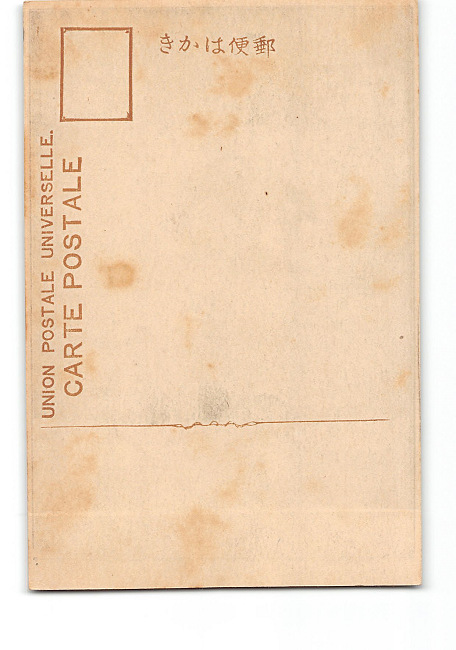 きかは便郵
UNION POSTALE UNIVERSELLE.
CARTE POSTALE